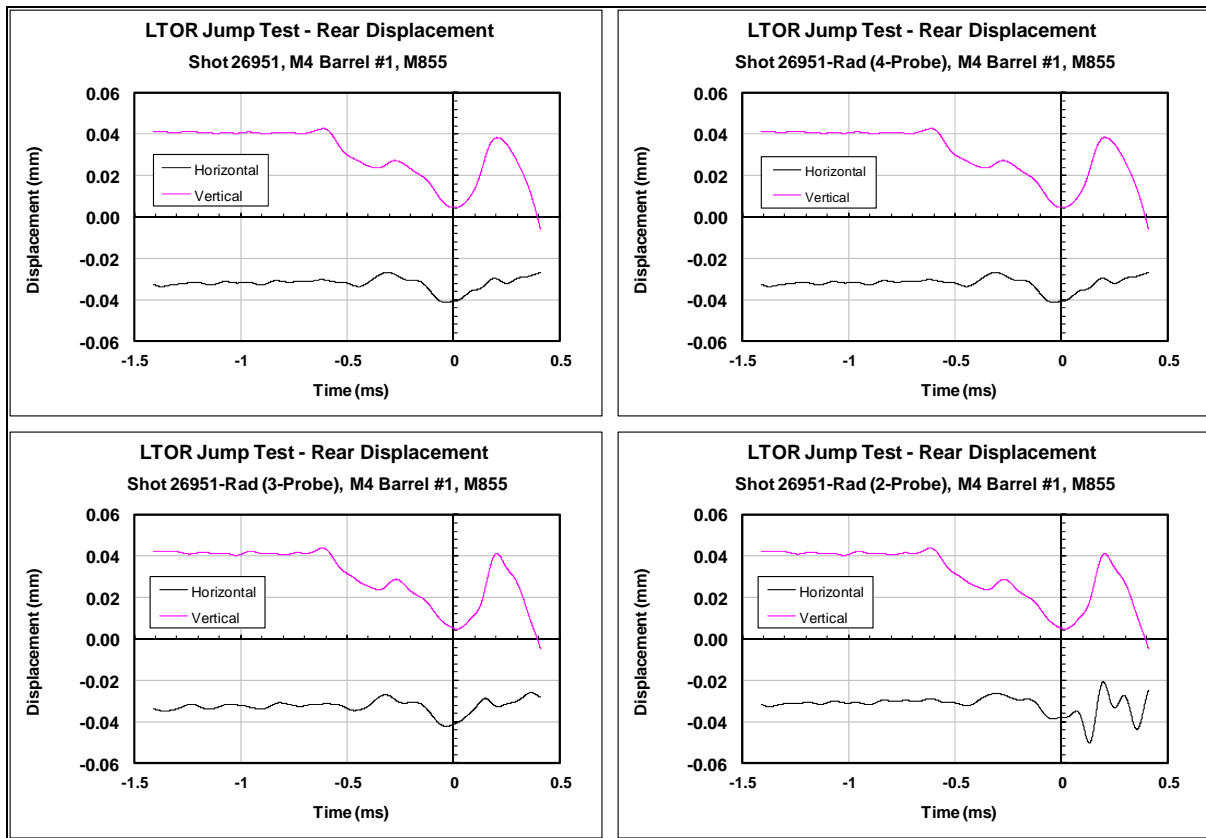 LTOR Jump Test - Rear Displacement
Shot 26951, M4 Barrel #1, M855
0.06
0.04
0.02
0.00
-0.02
-0.04
-0.06
Displacement (mm)
Horizontal
Vertical
-1.5 -1 -0.5 0 0.5
Time (ms)
LTOR Jump Test - Rear Displacement
Shot 26951-Rad (4-Probe), M4 Barrel #1, M855
0.06
0.04
0.02
0.00
-0.02
-0.04
-0.06
Displacement (mm)
Horizontal
Vertical
-1.5 -1 -0.5 0 0.5
Time (ms)
LTOR Jump Test - Rear Displacement
Shot 26951-Rad (3-Probe), M4 Barrel #1, M855
0.06
0.04
0.02
0.00
-0.02
-0.04
-0.06
Displacement (mm)
Horizontal
Vertical
-1.5 -1 -0.5 0 0.5
Time (ms)
LTOR Jump Test - Rear Displacement
Shot 26951-Rad (2-Probe), M4 Barrel #1, M855
0.06
0.04
0.02
0.00
-0.02
-0.04
-0.06
Displacement (mm)
Horizontal
Vertical
-1.5 -1 -0.5 0 0.5
Time (ms)